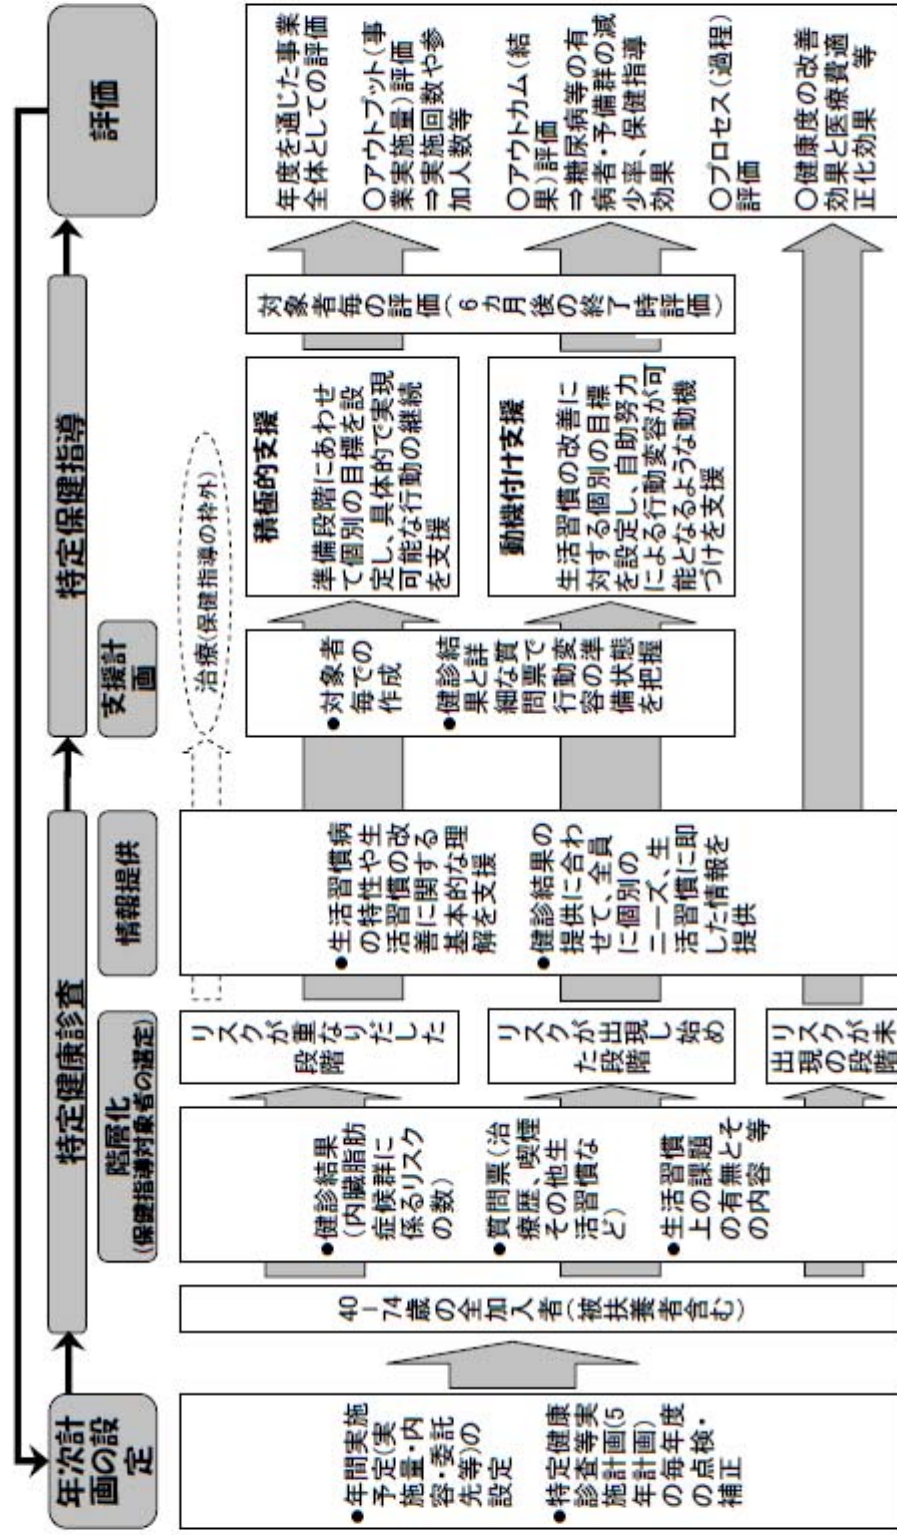 年次計
画の設
定
特定健康診査
特定保健指導
評価
階層化
(保健指導対象者の選定)
情報提供
支援計
画
●年間実施
予定(実
施量・内
容・委託
先等)の
設定
●特定健康
診査等実
施計画(5
年計画)
の毎年度
の点検・
補正
40－74歳の全加入者(被扶養者含む)
●健診結果
(内臓脂肪
症候群に
係るリスク
の数)
●質問票(治
療歴、喫煙
その他生
活習慣な
ど)
●生活習慣
上の課題
の有無とそ
の内容　等
リスクが重なりだした
段階
リスクが出現し始め
た段階
リスクが未
出現の段階
●生活習慣病
の特性や生
活習慣の改
善に関する
基本的な理
解を支援
●健診結果の
提供に合わ
せて、全員
に個別の
ニーズ、生
活習慣に即
した情報を
提供
治療(保健指導の枠外)
●対象者
毎での
作成
●健診結
果と詳
細な質
問票で
行動変
容の準
備状態
を把握
積極的支援
準備段階にあわせ
て個別の目標を設
定し、具体的で実現
可能な行動の継続
を支援
動機付け支援
生活習慣の改善に
対する個別の目標
を設定し、自助努力
による行動変容が可
能となるような動機
づけを支援
対象者毎の評価(6カ月後の終了時評価)
年度を通じた事業
全体としての評価
○アウトプット(事
業実施量)評価
⇒実施回数や参
加人数等
○アウトカム(結
果)評価
⇒糖尿病等の有
病者・予備群の減
少率、保健指導
効果
○プロセス(過程)
評価
○健康度の改善
効果と医療費適
正化効果　等